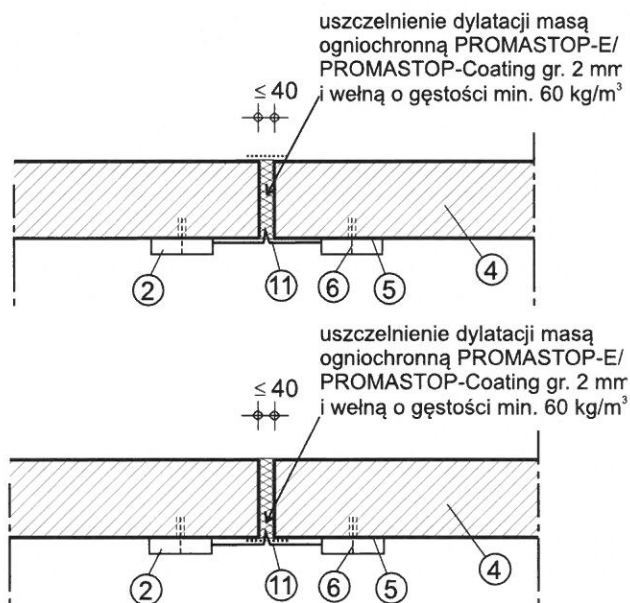 uszczelnienie dylatacji masą
ogniochronną PROMASTOP-E/
PROMASTOP-Coating gr. 2 mm
≤ 40
i wełną o gęstości min. 60 kg/m³
2
11
6
5
4
uszczelnienie dylatacji masą
ogniochronną PROMASTOP-E/
≤ 40
PROMASTOP-Coating gr. 2 mm
i wełną o gęstości min. 60 kg/m³
2
11
6
5
4